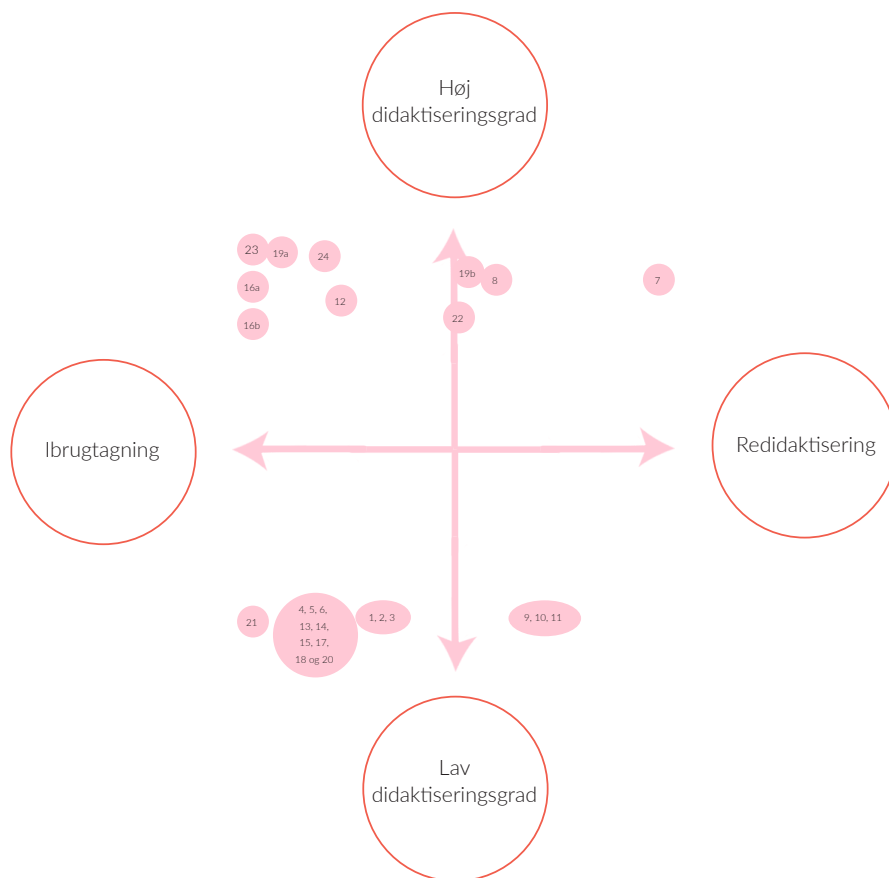 Høj
didaktiseringsgrad
23
19a
24
16a
12
16b
19b
8
7
22
Ibrugtagning
Redidaktisering
21
4, 5, 6,
13, 14,
15, 17,
18 og 20
1, 2, 3
9, 10, 11
Lav
didaktiseringsgrad